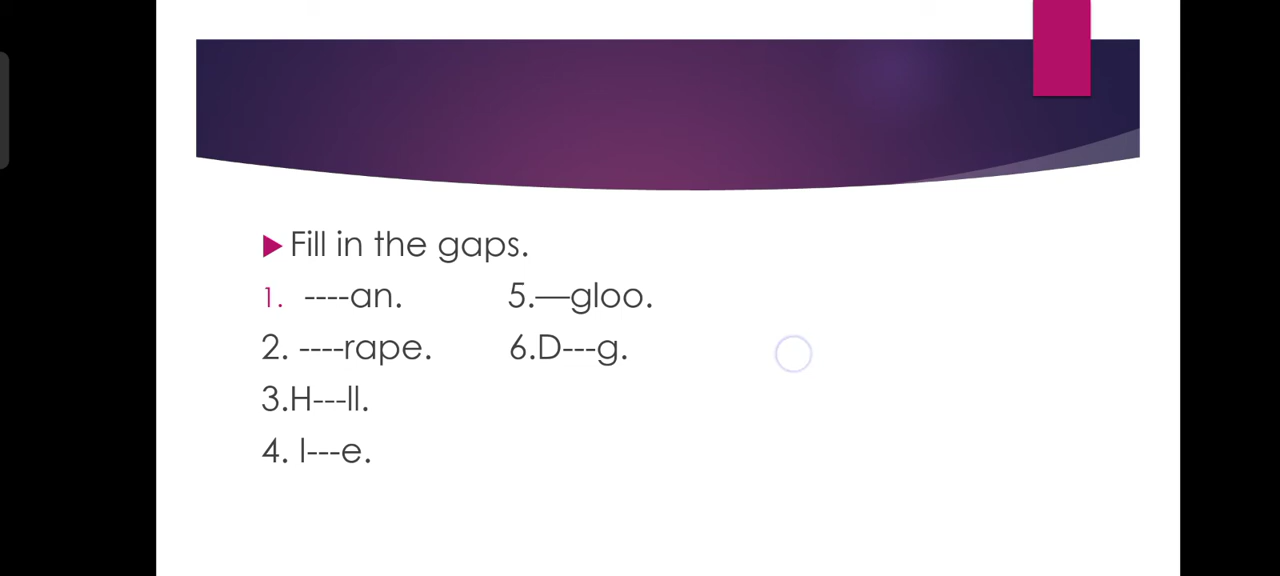 Fill in the gaps.
1. ----an. 5.—gloo.
2. ----rape. 6.D---g.
3.H---ll.
4. I---e.